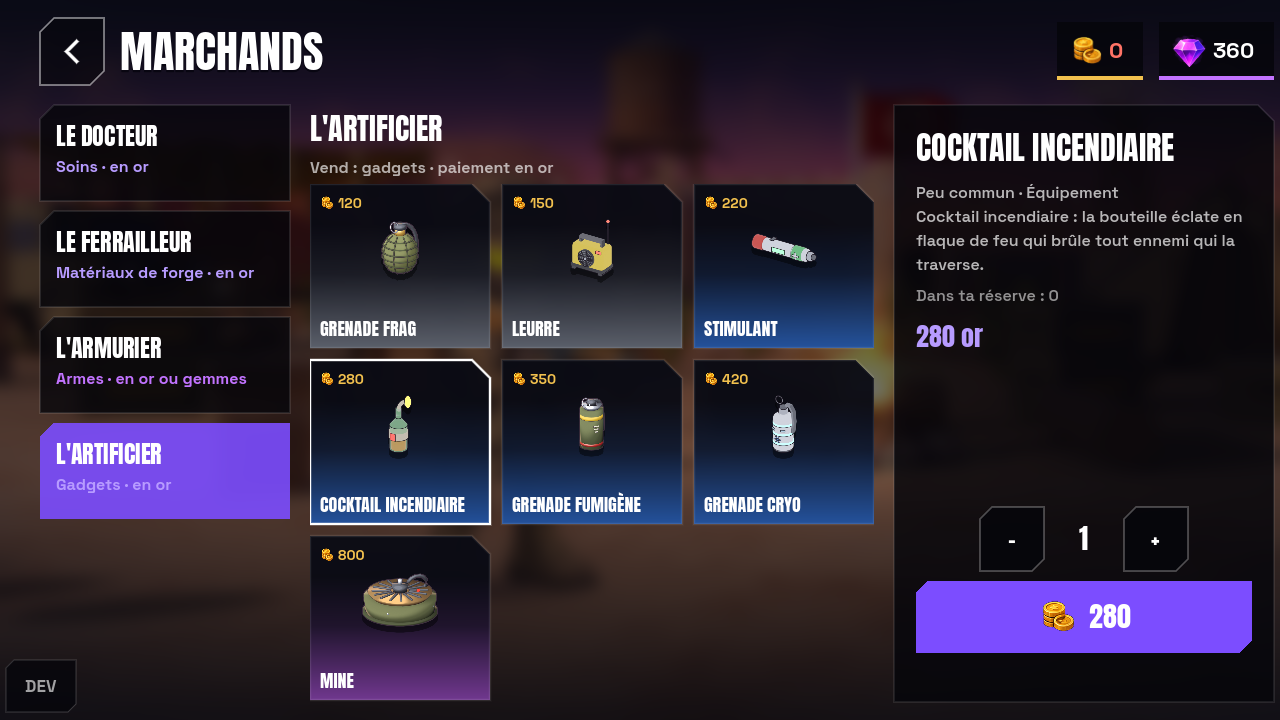 MARCHANDS
0
360
LE DOCTEUR
Soins · en or
LE FERRAILLEUR
Matériaux de forge · en or
L'ARMURIER
Armes · en or ou gemmes
L'ARTIFICIER
Gadgets · en or
L'ARTIFICIER
Vend : gadgets · paiement en or
120
GRENADE FRAG
150
LEURRE
220
STIMULANT
280
COCKTAIL INCENDIAIRE
350
GRENADE FUMIGÈNE
420
GRENADE CRYO
800
MINE
COCKTAIL INCENDIAIRE
Peu commun · Équipement
Cocktail incendiaire : la bouteille éclate en
flaque de feu qui brûle tout ennemi qui la
traverse.
Dans ta réserve : 0
280 or
- 1 +
280
DEV